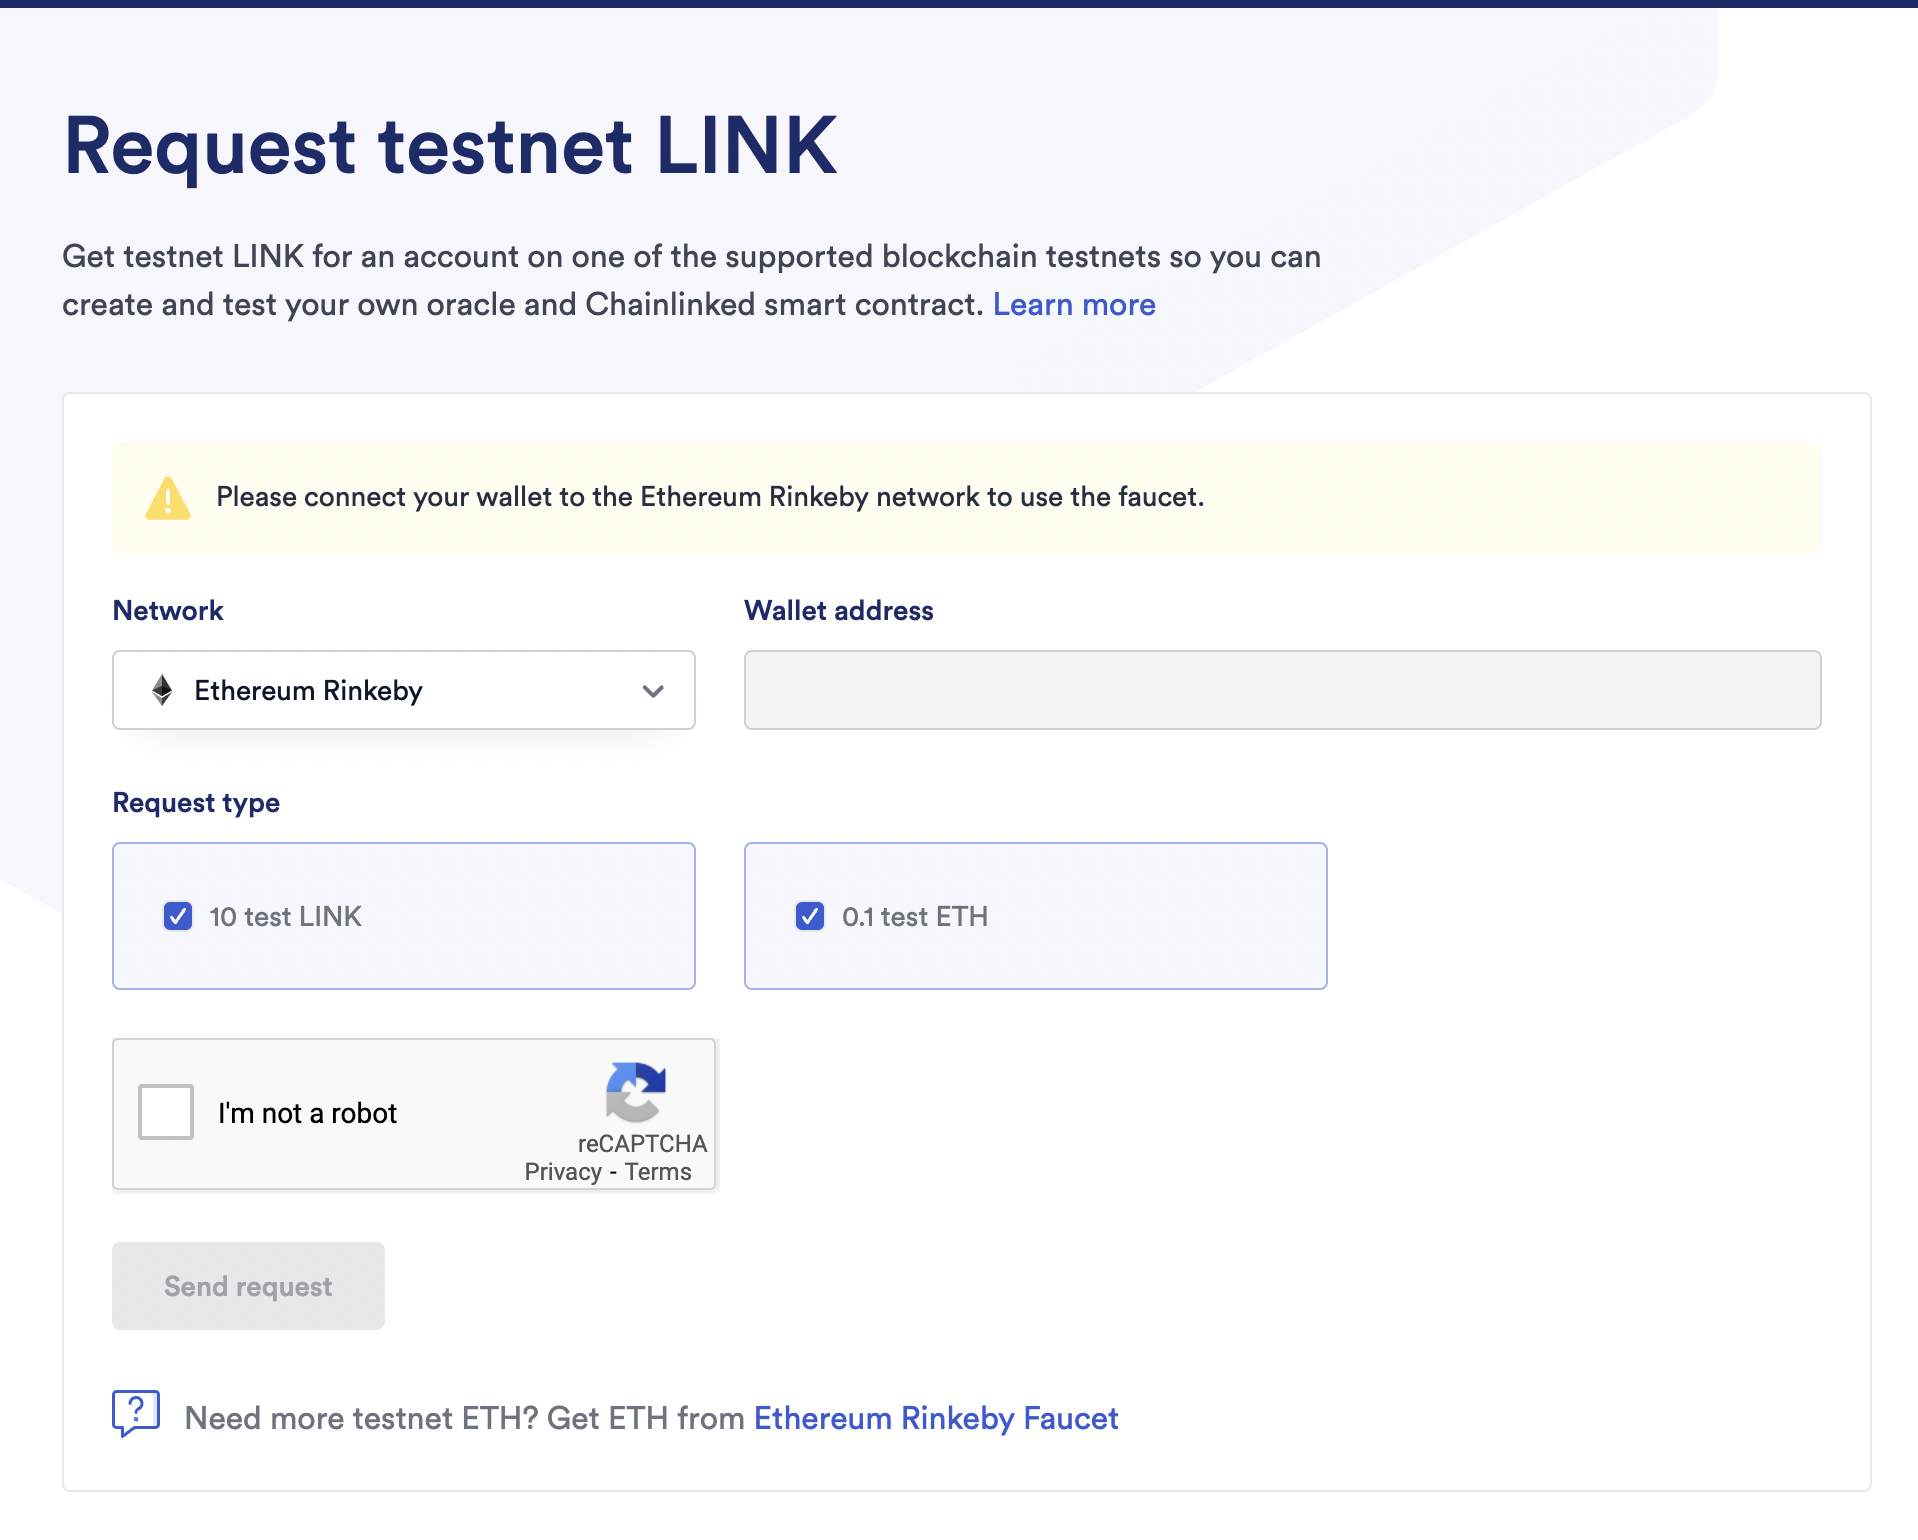 Request testnet LINK
Get testnet LINK for an account on one of the supported blockchain testnets so you can
create and test your own oracle and Chainlinked smart contract. Learn more
Please connect your wallet to the Ethereum Rinkeby network to use the faucet.
Network
Wallet address
Ethereum Rinkeby
Request type
10 test LINK
0.1 test ETH
I'm not a robot
reCAPTCHA
Privacy - Terms
Send request
Need more testnet ETH? Get ETH from Ethereum Rinkeby Faucet